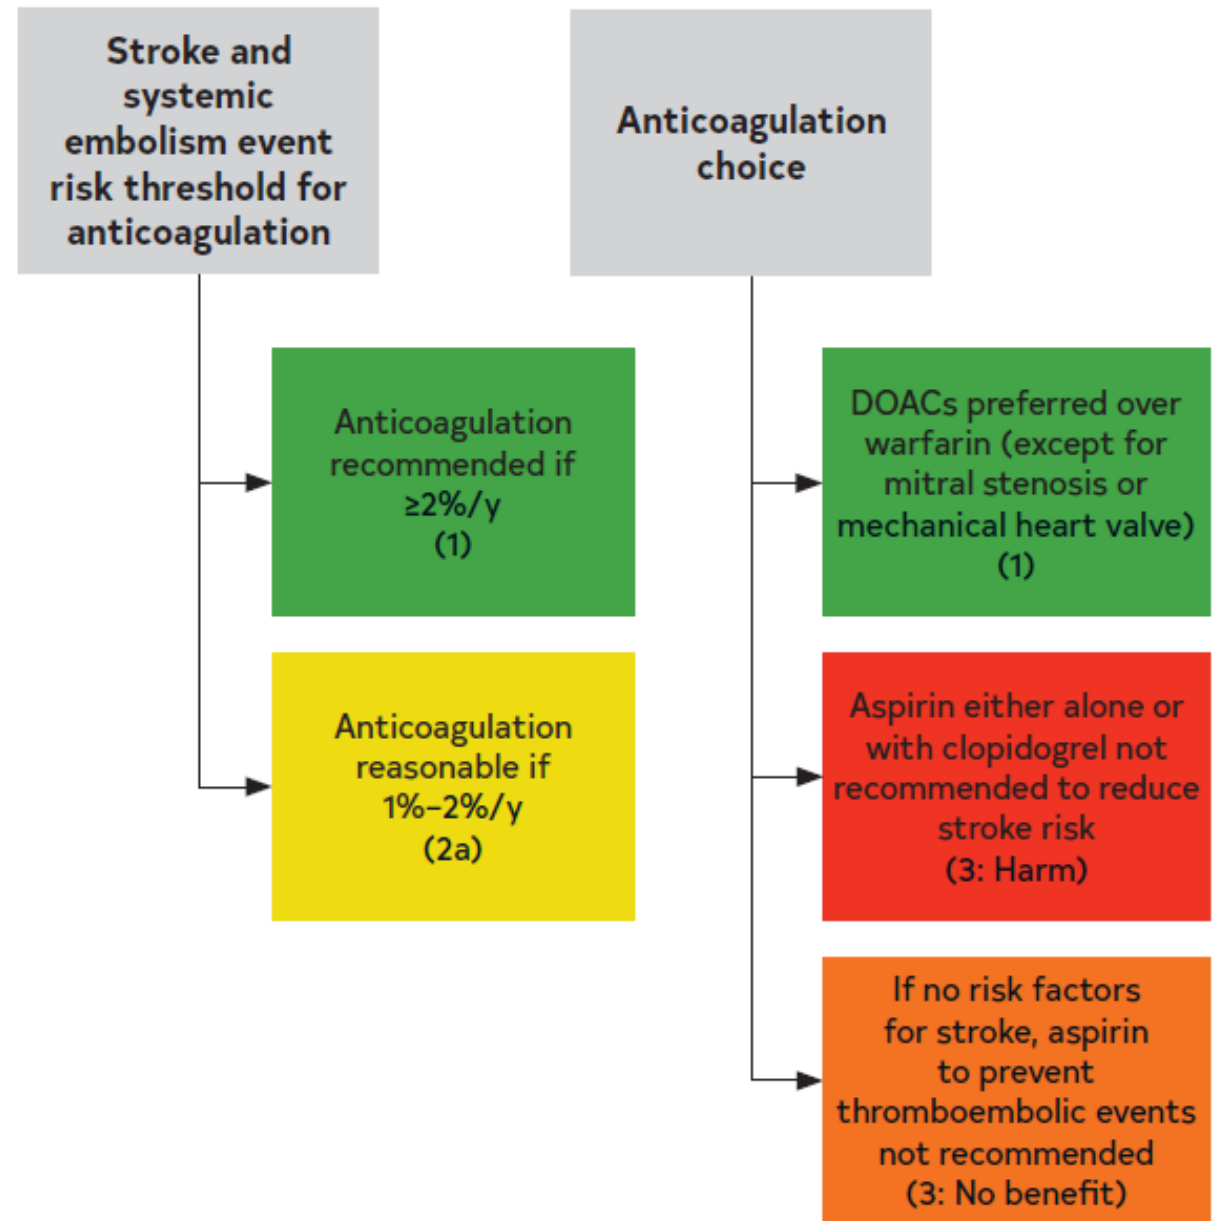 Stroke and
systemic
embolism event
risk threshold for
anticoagulation
Anticoagulation
recommended if
≥2%/y
(1)
Anticoagulation
reasonable if
1%–2%/y
(2a)
Anticoagulation
choice
DOACs preferred over
warfarin (except for
mitral stenosis or
mechanical heart valve)
(1)
Aspirin either alone or
with clopidogrel not
recommended to reduce
stroke risk
(3: Harm)
If no risk factors
for stroke, aspirin
to prevent
thromboembolic events
not recommended
(3: No benefit)